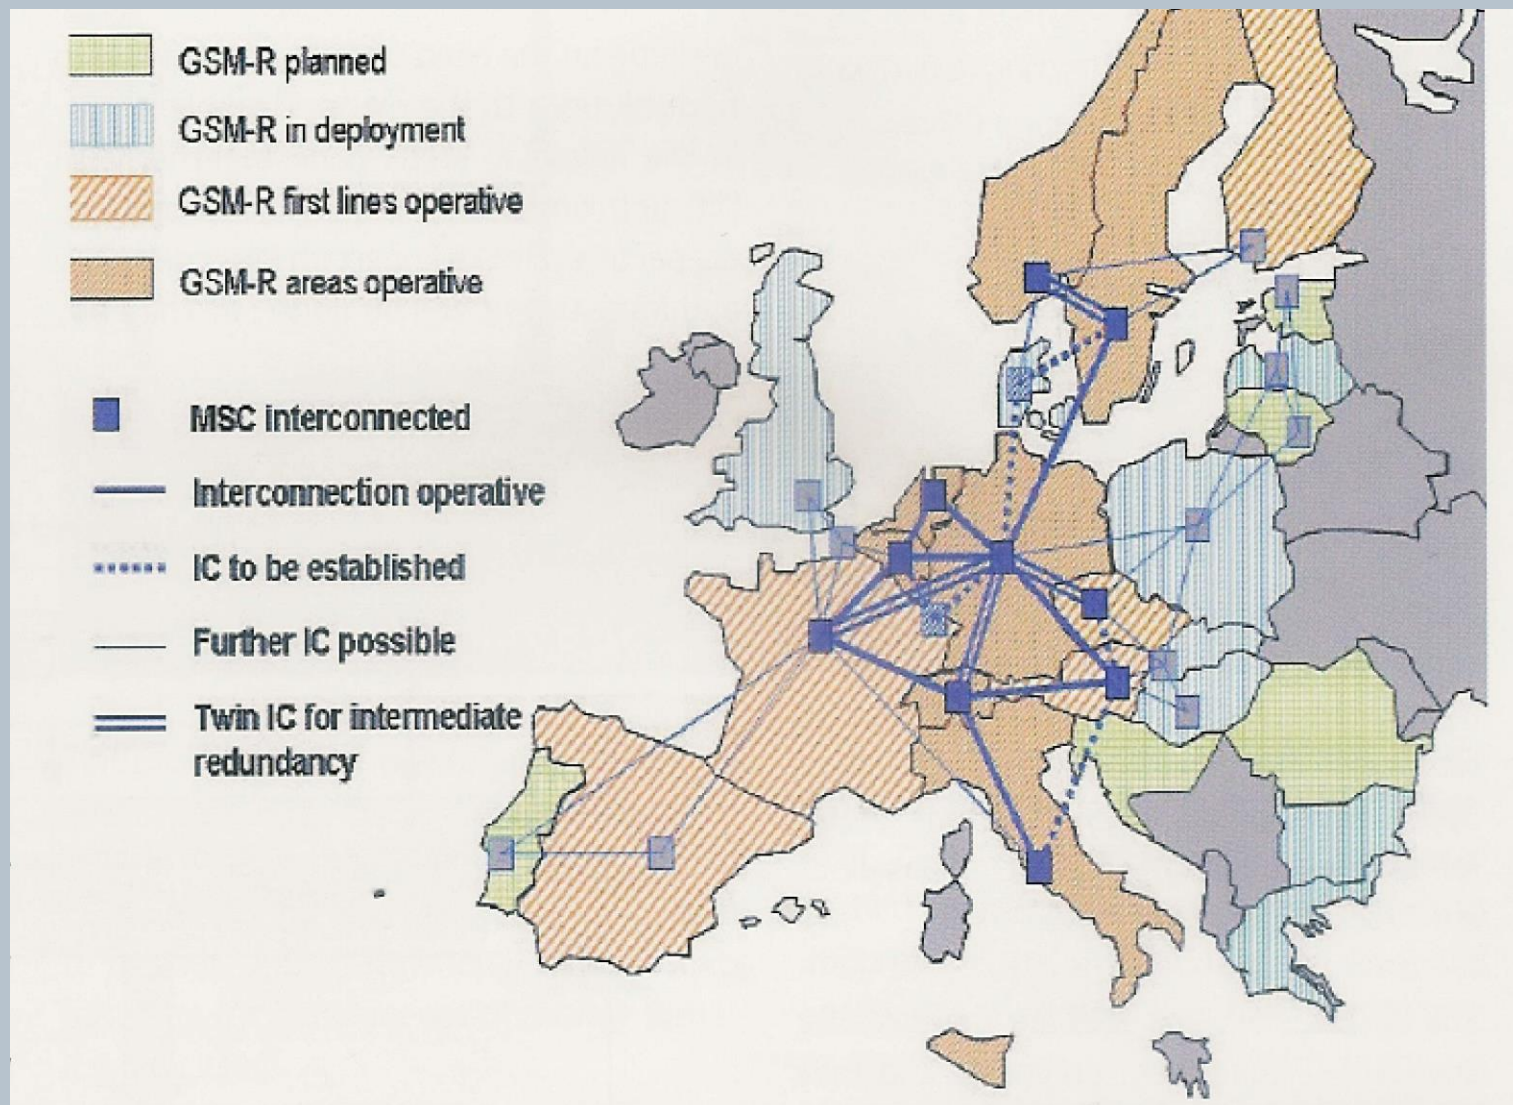 GSM-R planned
GSM-R in deployment
GSM-R first lines operative
GSM-R areas operative
MSC interconnected
Interconnection operative
IC to be established
Further IC possible
Twin IC for intermediate
redundancy